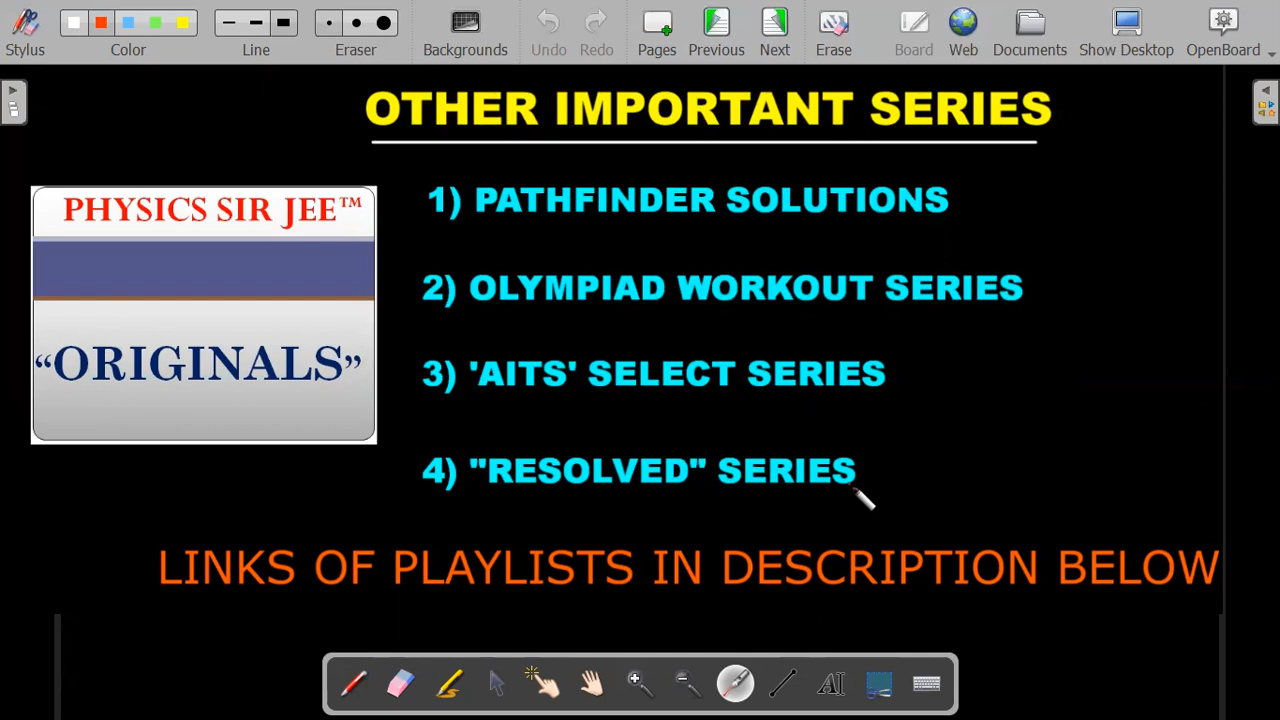 Stylus Color Line Eraser Backgrounds Undo Redo Pages Previous Next Erase Board Web Documents Show Desktop OpenBoard
OTHER IMPORTANT SERIES
PHYSICS SIR JEE™
"ORIGINALS"
1) PATHFINDER SOLUTIONS
2) OLYMPIAD WORKOUT SERIES
3) 'AITS' SELECT SERIES
4) "RESOLVED" SERIES
LINKS OF PLAYLISTS IN DESCRIPTION BELOW
AI